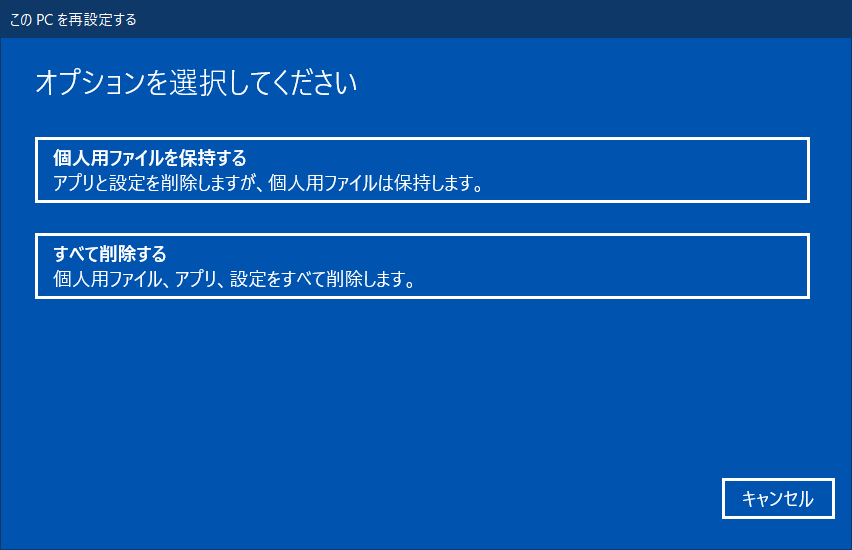 この PC を再設定する
オプションを選択してください
個人用ファイルを保持する
アプリと設定を削除しますが、個人用ファイルは保持します。
すべて削除する
個人用ファイル、アプリ、設定をすべて削除します。
キャンセル